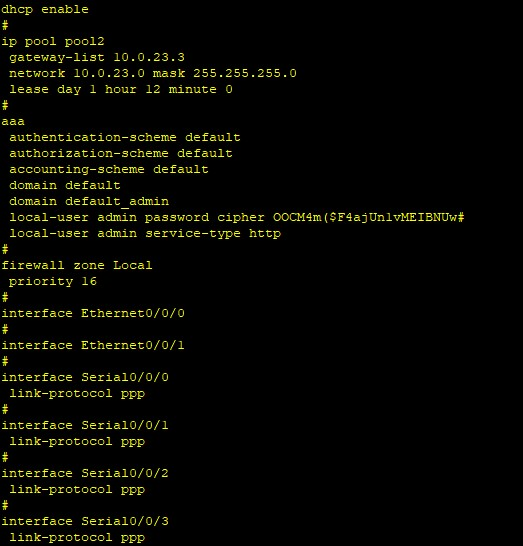 dhcp enable
#
ip pool pool2
 gateway-list 10.0.23.3
 network 10.0.23.0 mask 255.255.255.0
 lease day 1 hour 12 minute 0
#
aaa
 authentication-scheme default
 authorization-scheme default
 accounting-scheme default
 domain default
 domain default_admin
 local-user admin password cipher OOCM4m($F4ajUn1vMEIBNUw#
 local-user admin service-type http
#
firewall zone Local
 priority 16
#
interface Ethernet0/0/0
#
interface Ethernet0/0/1
#
interface Serial0/0/0
 link-protocol ppp
#
interface Serial0/0/1
 link-protocol ppp
#
interface Serial0/0/2
 link-protocol ppp
#
interface Serial0/0/3
 link-protocol ppp